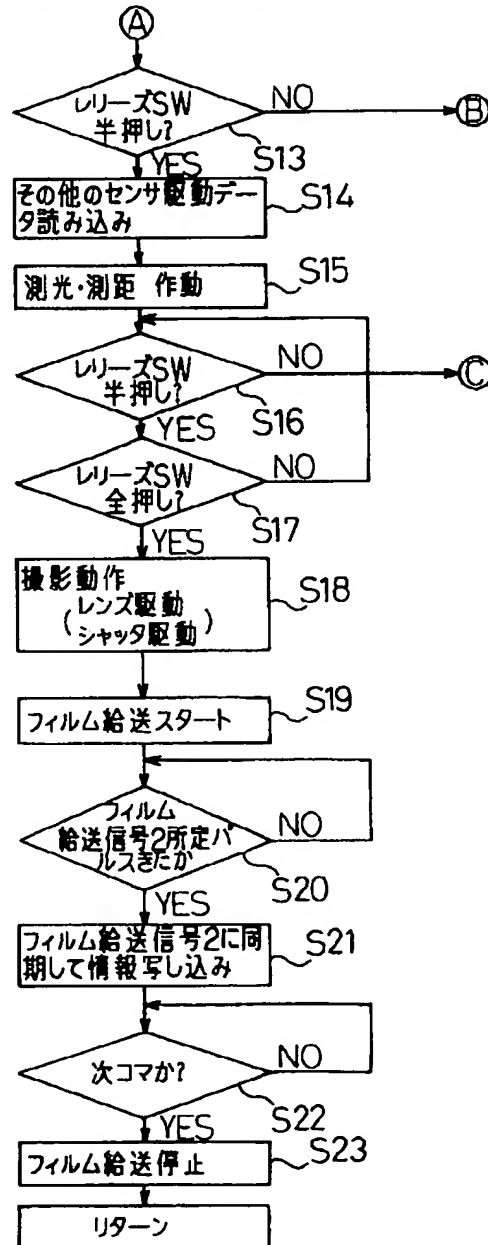 A
レリーズSW
半押し?
NO
B
YES
S13
その他のセンサ駆動デー
タ読み込み
S14
測光・測距 作動
S15
レリーズSW
半押し?
NO
C
YES
S16
レリーズSW
全押し?
NO
S17
YES
撮影動作
(レンズ駆動
シャッタ駆動)
S18
フィルム給送スタート
S19
フィルム
給送信号2所定パ
ルスきたか
NO
S20
YES
フィルム給送信号2に同
期して情報写し込み
S21
次コマか?
NO
S22
YES
フィルム給送停止
S23
リターン